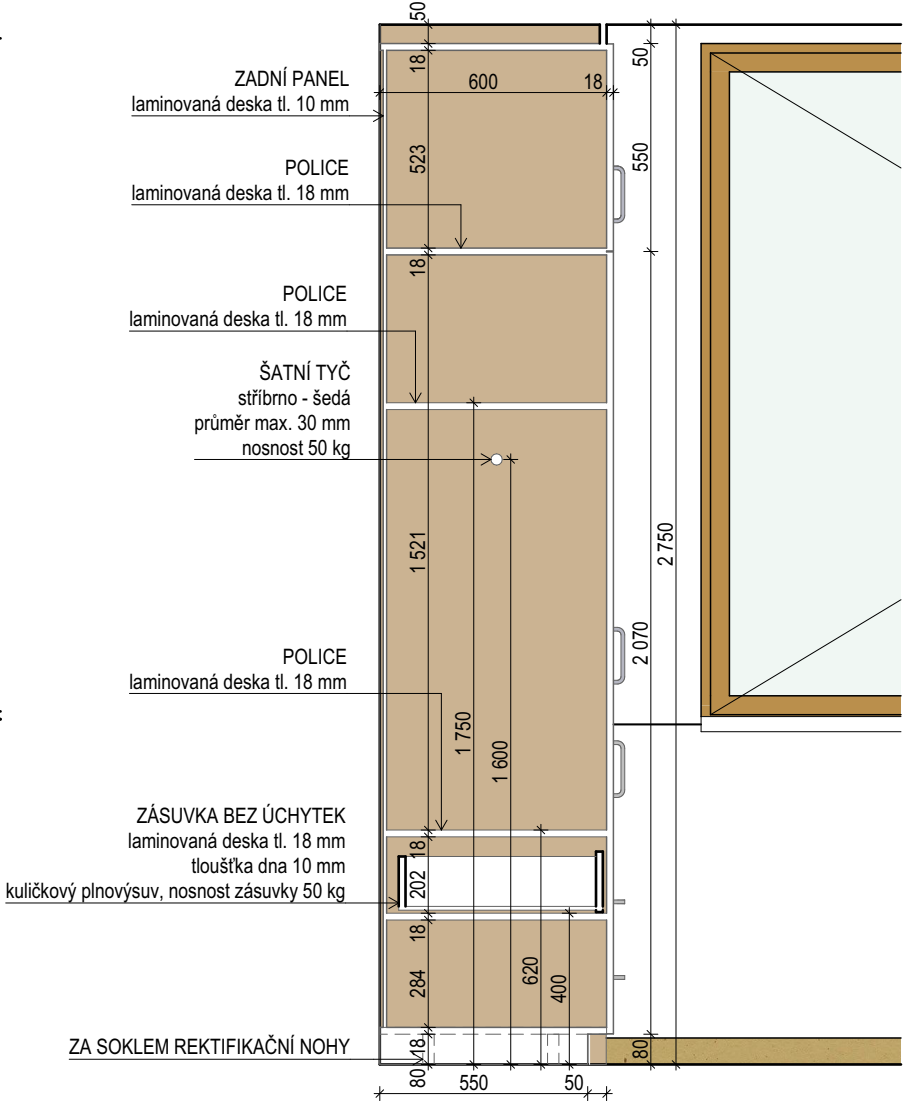 50
ZADNÍ PANEL
laminovaná deska tl. 10 mm
18
600
18
50
POLICE
laminovaná deska tl. 18 mm
523
550
18
POLICE
laminovaná deska tl. 18 mm
ŠATNÍ TYČ
stříbrno - šedá
průměr max. 30 mm
nosnost 50 kg
1 521
2 750
2 070
POLICE
laminovaná deska tl. 18 mm
1 750
1 600
ZÁSUVKA BEZ ÚCHYTEK
laminovaná deska tl. 18 mm
tloušťka dna 10 mm
kuličkový plnovýsuv, nosnost zásuvky 50 kg
18
202
18
284
620
400
ZA SOKLEM REKTIFIKAČNÍ NOHY
18
80
80
550
50